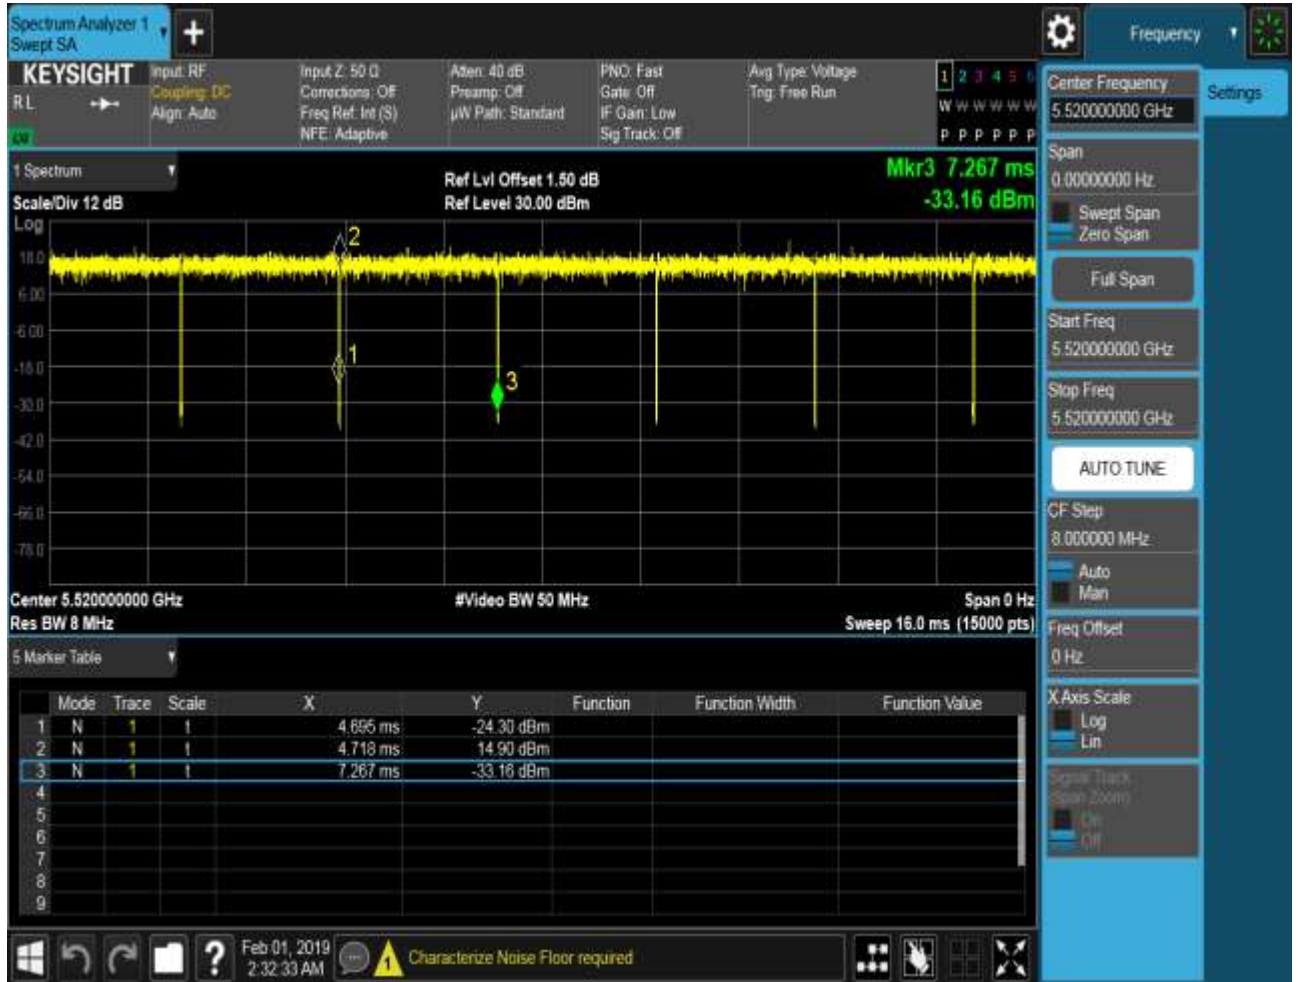 Spectrum Analyzer 1
Swept SA
Frequency
KEYSIGHT
RL
Input: RF
Coupling: DC
Align: Auto
Input Z: 50 Ω
Corrections: Off
Freq Ref: Int (S)
NFE: Adaptive
Atten: 40 dB
Preamp: Off
µW Path: Standard
PNO: Fast
Gate: Off
IF Gain: Low
Sig Track: Off
Avg Type: Voltage
Trig: Free Run
1 2 3 4 5 6
W W W W W W
P P P P P P
1 Spectrum
Scale/Div 12 dB
Log
Ref Lvl Offset 1.50 dB
Ref Level 30.00 dBm
Mkr3 7.267 ms
-33.16 dBm
18.0
6.00
-6.00
-18.0
-30.0
-42.0
-54.0
-66.0
-78.0
2
1
3
Center 5.520000000 GHz
#Video BW 50 MHz
Span 0 Hz
Res BW 8 MHz
Sweep 16.0 ms (15000 pts)
5 Marker Table
Mode Trace Scale X Y Function Function Width Function Value
1 N 1 t 4.695 ms -24.30 dBm
2 N 1 t 4.718 ms 14.90 dBm
3 N 1 t 7.267 ms -33.16 dBm
4
5
6
7
8
9
Feb 01, 2019
2:32:33 AM
?
1
Characterize Noise Floor required
Center Frequency
5.520000000 GHz
Settings
Span
0.00000000 Hz
Swept Span
Zero Span
Full Span
Start Freq
5.520000000 GHz
Stop Freq
5.520000000 GHz
AUTO TUNE
CF Step
8.000000 MHz
Auto
Man
Freq Offset
0 Hz
X Axis Scale
Log
Lin
Signal Track
(Span Zoom)
On
Off